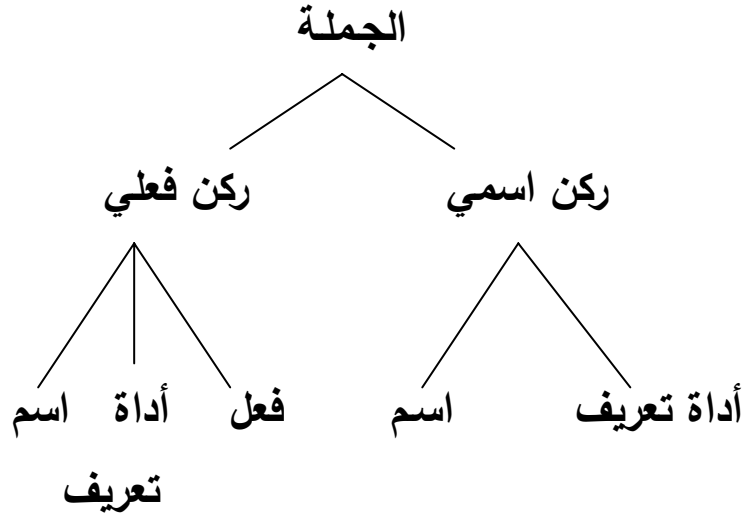 الجملة
ركن اسمي ركن فعلي
أداة تعريف اسم فعل أداة اسم
تعريف